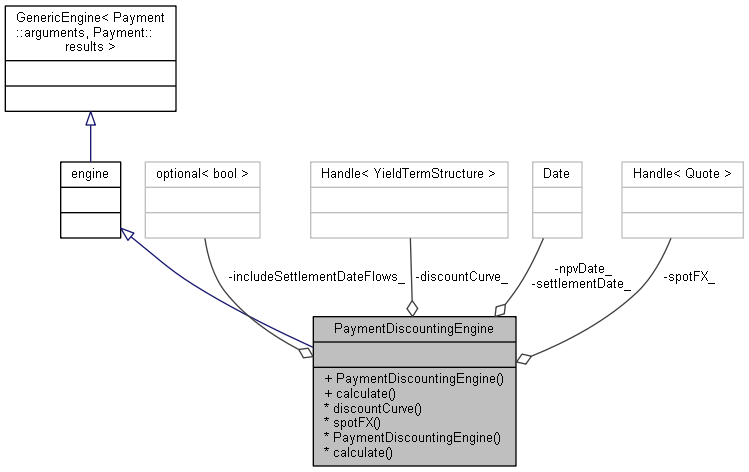 GenericEngine< Payment
::arguments, Payment::
results >
engine
optional< bool >
Handle< YieldTermStructure >
Date
Handle< Quote >
-includeSettlementDateFlows_
-discountCurve_
-npvDate_
-settlementDate_
-spotFX_
PaymentDiscountingEngine
+ PaymentDiscountingEngine()
+ calculate()
* discountCurve()
* spotFX()
* PaymentDiscountingEngine()
* calculate()